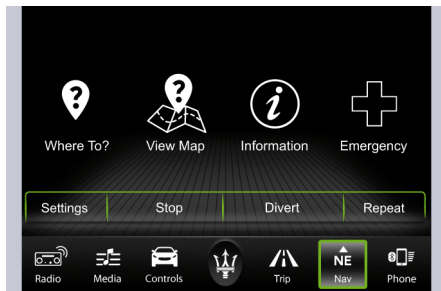 Where To? View Map Information Emergency
Settings Stop Divert Repeat
NE
Radio Media Controls Trip Nav Phone